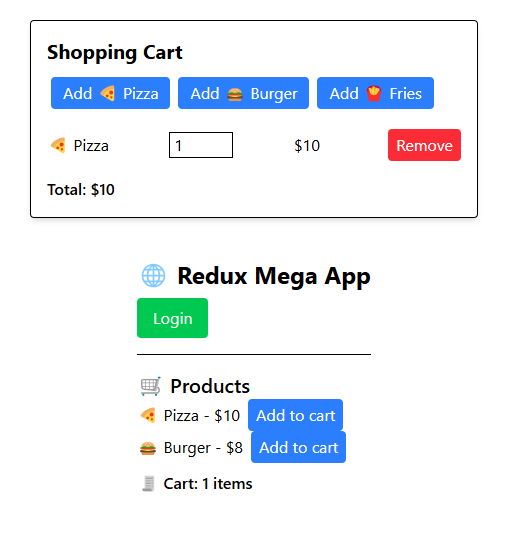 Shopping Cart
Add 🍕 Pizza Add 🍔 Burger Add 🍟 Fries
🍕 Pizza 1 $10 Remove
Total: $10
🌐 Redux Mega App
Login
🛒 Products
🍕 Pizza - $10 Add to cart
🍔 Burger - $8 Add to cart
🧾 Cart: 1 items